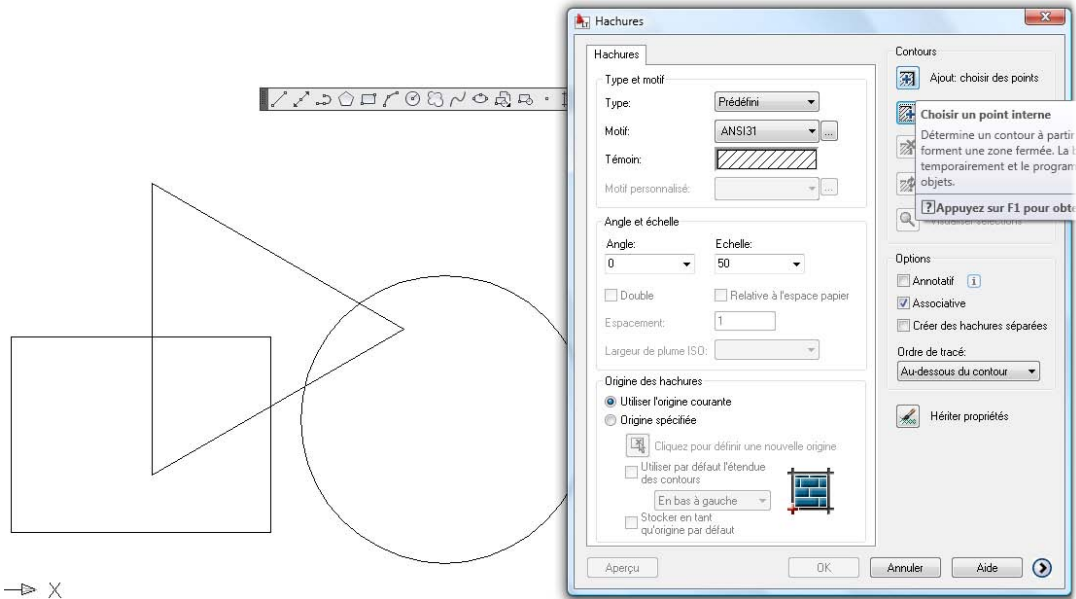 Hachures
Hachures
Type et motif
Type:
Prédéfini
Motif:
ANSI31
...
Témoin:
Motif personnalisé:
...
Angle et échelle
Angle:
Echelle:
0
50
Double
Relative à l'espace papier
Espacement:
1
Largeur de plume ISO:
Origine des hachures
Utiliser l'origine courante
Origine spécifiée
Cliquez pour définir une nouvelle origine
Utiliser par défaut l'étendue
des contours
En bas à gauche
Stocker en tant
qu'origine par défaut
Contours
Ajout: choisir des points
Choisir un point interne
Détermine un contour à partir
forment une zone fermée. La
temporairement et le program
objets.
? Appuyez sur F1 pour obt
Visualiser sélections
Options
Annotatif
i
Associative
Créer des hachures séparées
Ordre de tracé:
Au-dessous du contour
Hériter propriétés
Aperçu
OK
Annuler
Aide
X